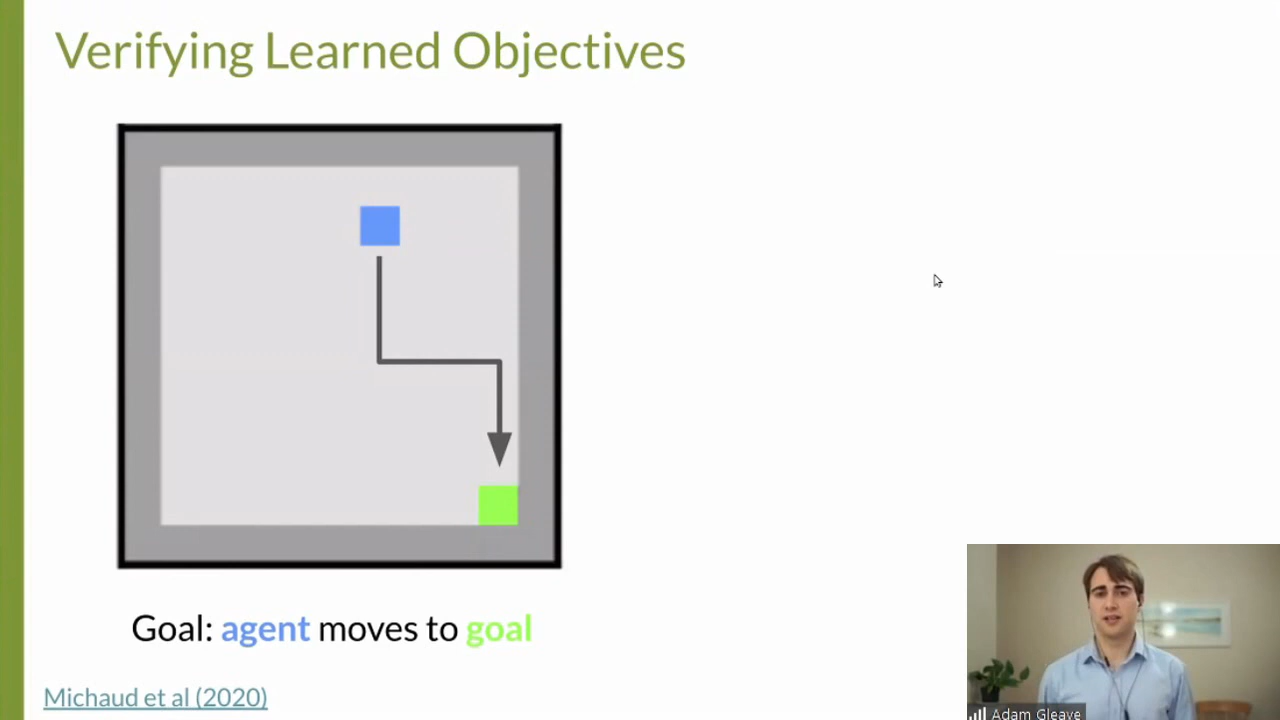 Verifying Learned Objectives
Goal: agent moves to goal
Michaud et al (2020)
Adam Gleave